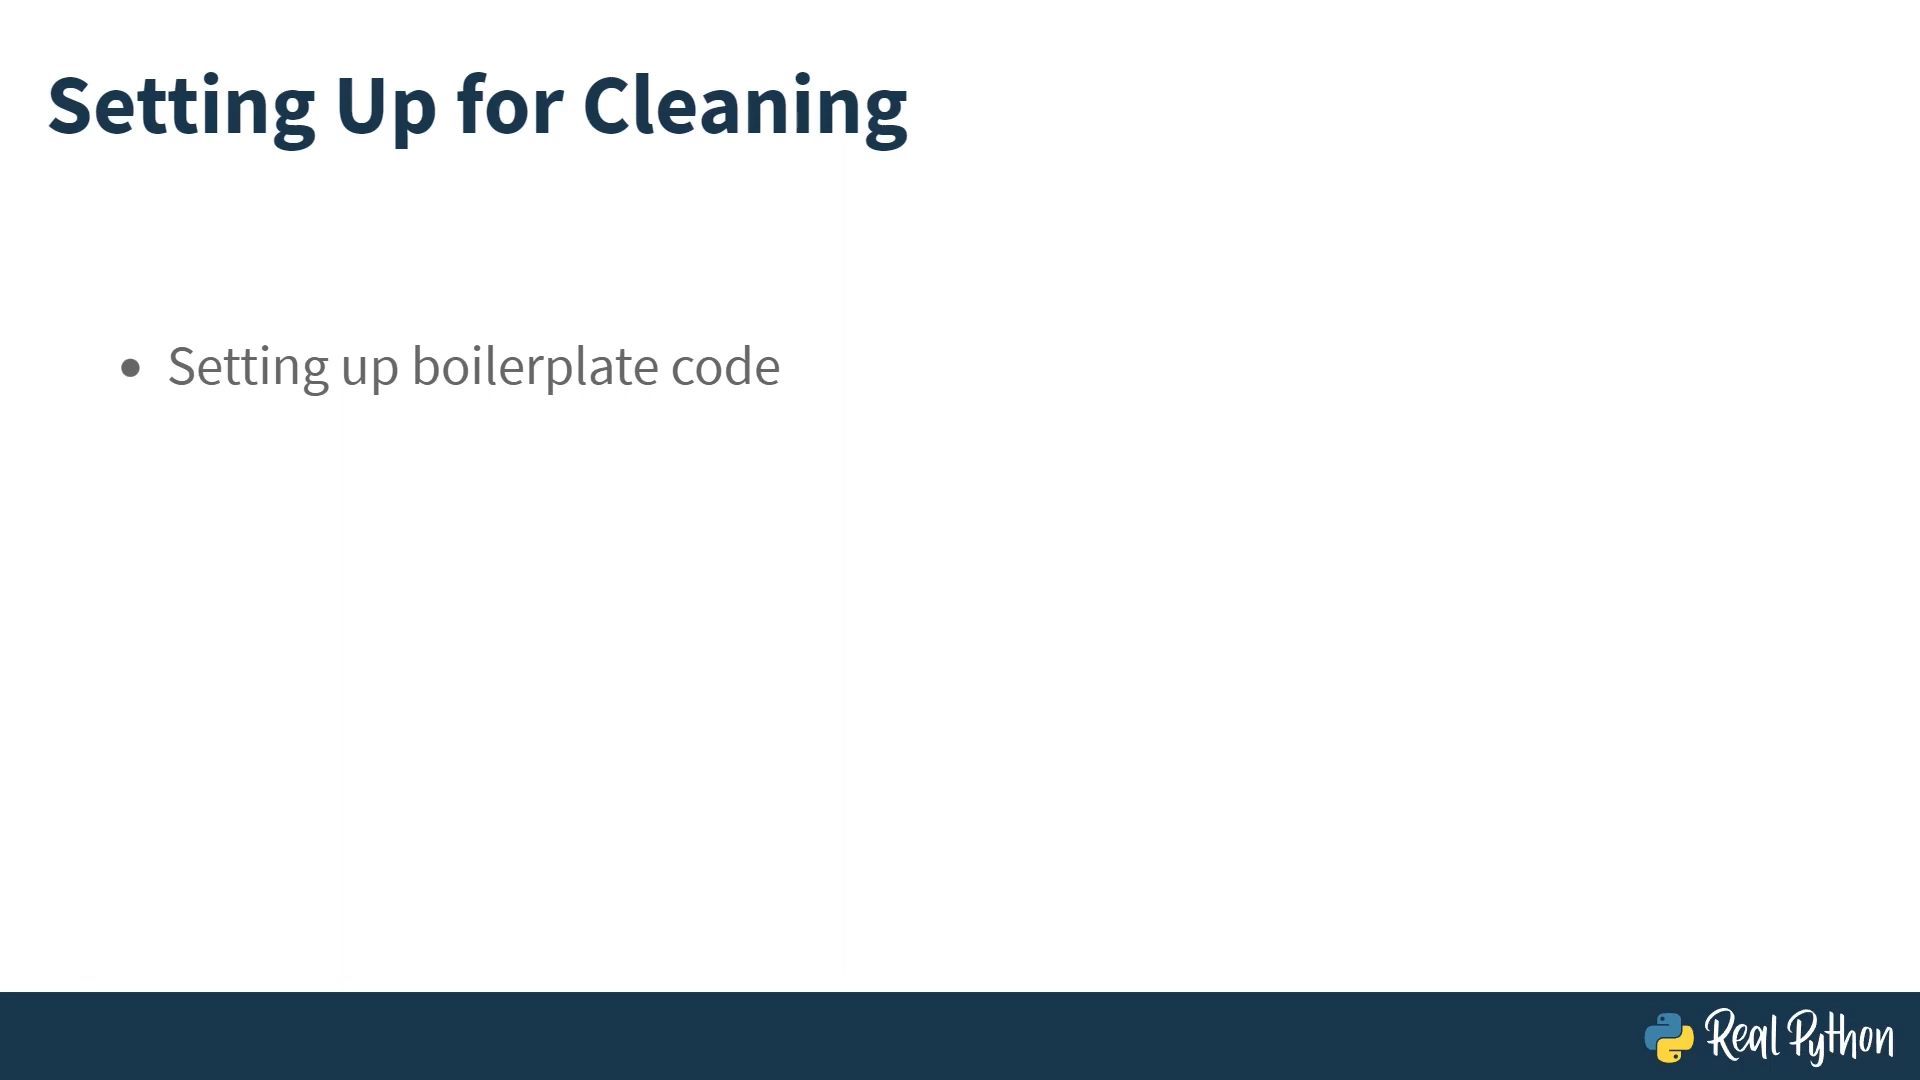 Setting Up for Cleaning
• Setting up boilerplate code
Real Python